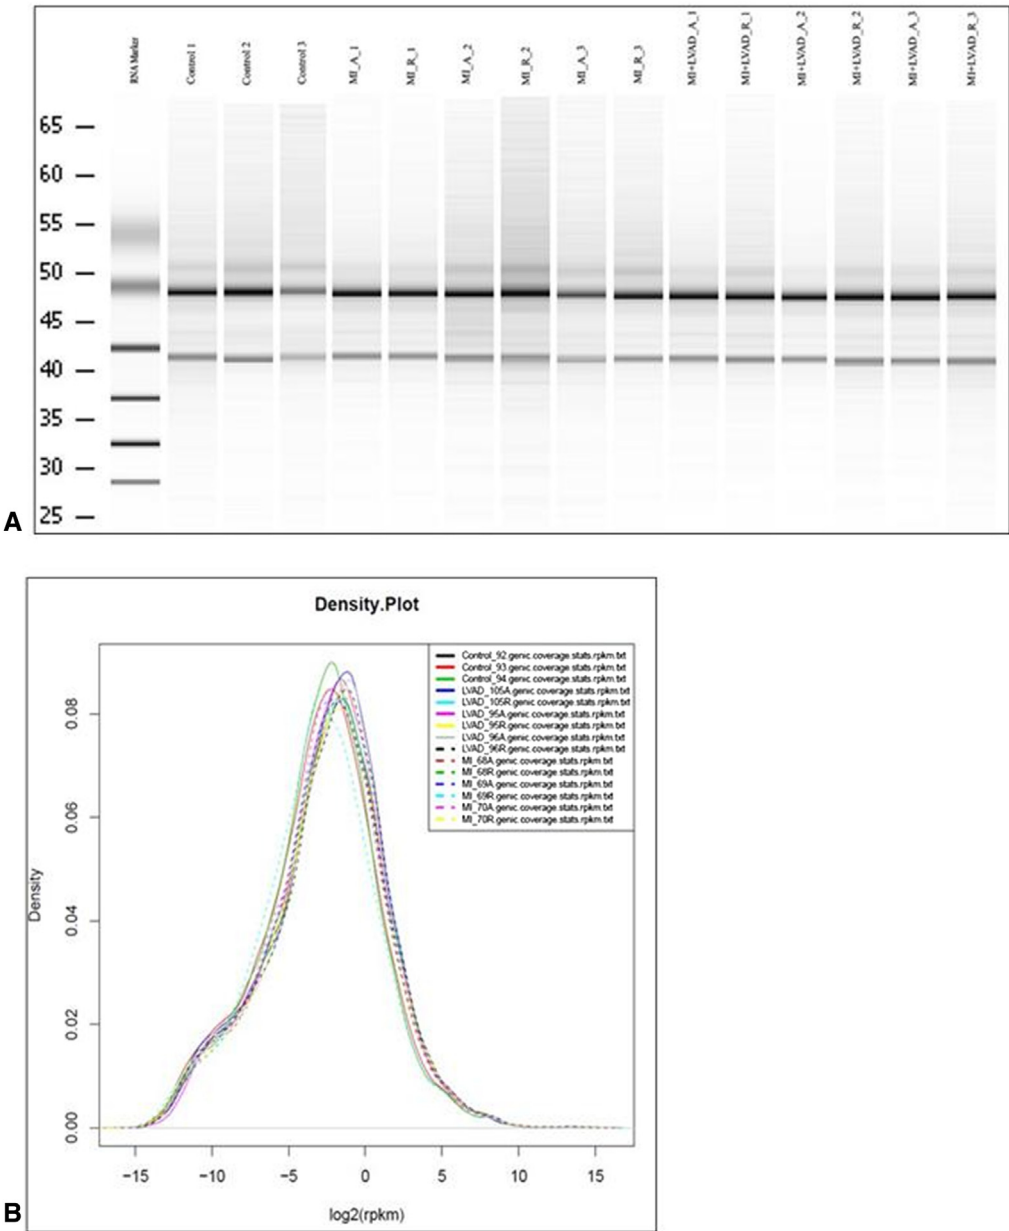 RNA Marker
Control 1
Control 2
Control 3
MI_A_1
MI_R_1
MI_A_2
MI_R_2
MI_A_3
MI_R_3
MI+LVAD_A_1
MI+LVAD_R_1
MI+LVAD_A_2
MI+LVAD_R_2
MI+LVAD_A_3
MI+LVAD_R_3
65
60
55
50
45
40
35
30
25
A
Density.Plot
Control_92.genic.coverage.stats.rpkm.txt
Control_93.genic.coverage.stats.rpkm.txt
Control_94.genic.coverage.stats.rpkm.txt
LVAD_105A.genic.coverage.stats.rpkm.txt
LVAD_105R.genic.coverage.stats.rpkm.txt
LVAD_95A.genic.coverage.stats.rpkm.txt
LVAD_95R.genic.coverage.stats.rpkm.txt
LVAD_96A.genic.coverage.stats.rpkm.txt
LVAD_96R.genic.coverage.stats.rpkm.txt
MI_68A.genic.coverage.stats.rpkm.txt
MI_68R.genic.coverage.stats.rpkm.txt
MI_69A.genic.coverage.stats.rpkm.txt
MI_69R.genic.coverage.stats.rpkm.txt
MI_70A.genic.coverage.stats.rpkm.txt
MI_70R.genic.coverage.stats.rpkm.txt
Density
0.08
0.06
0.04
0.02
0.00
−15 −10 −5 0 5 10 15
log2(rpkm)
B